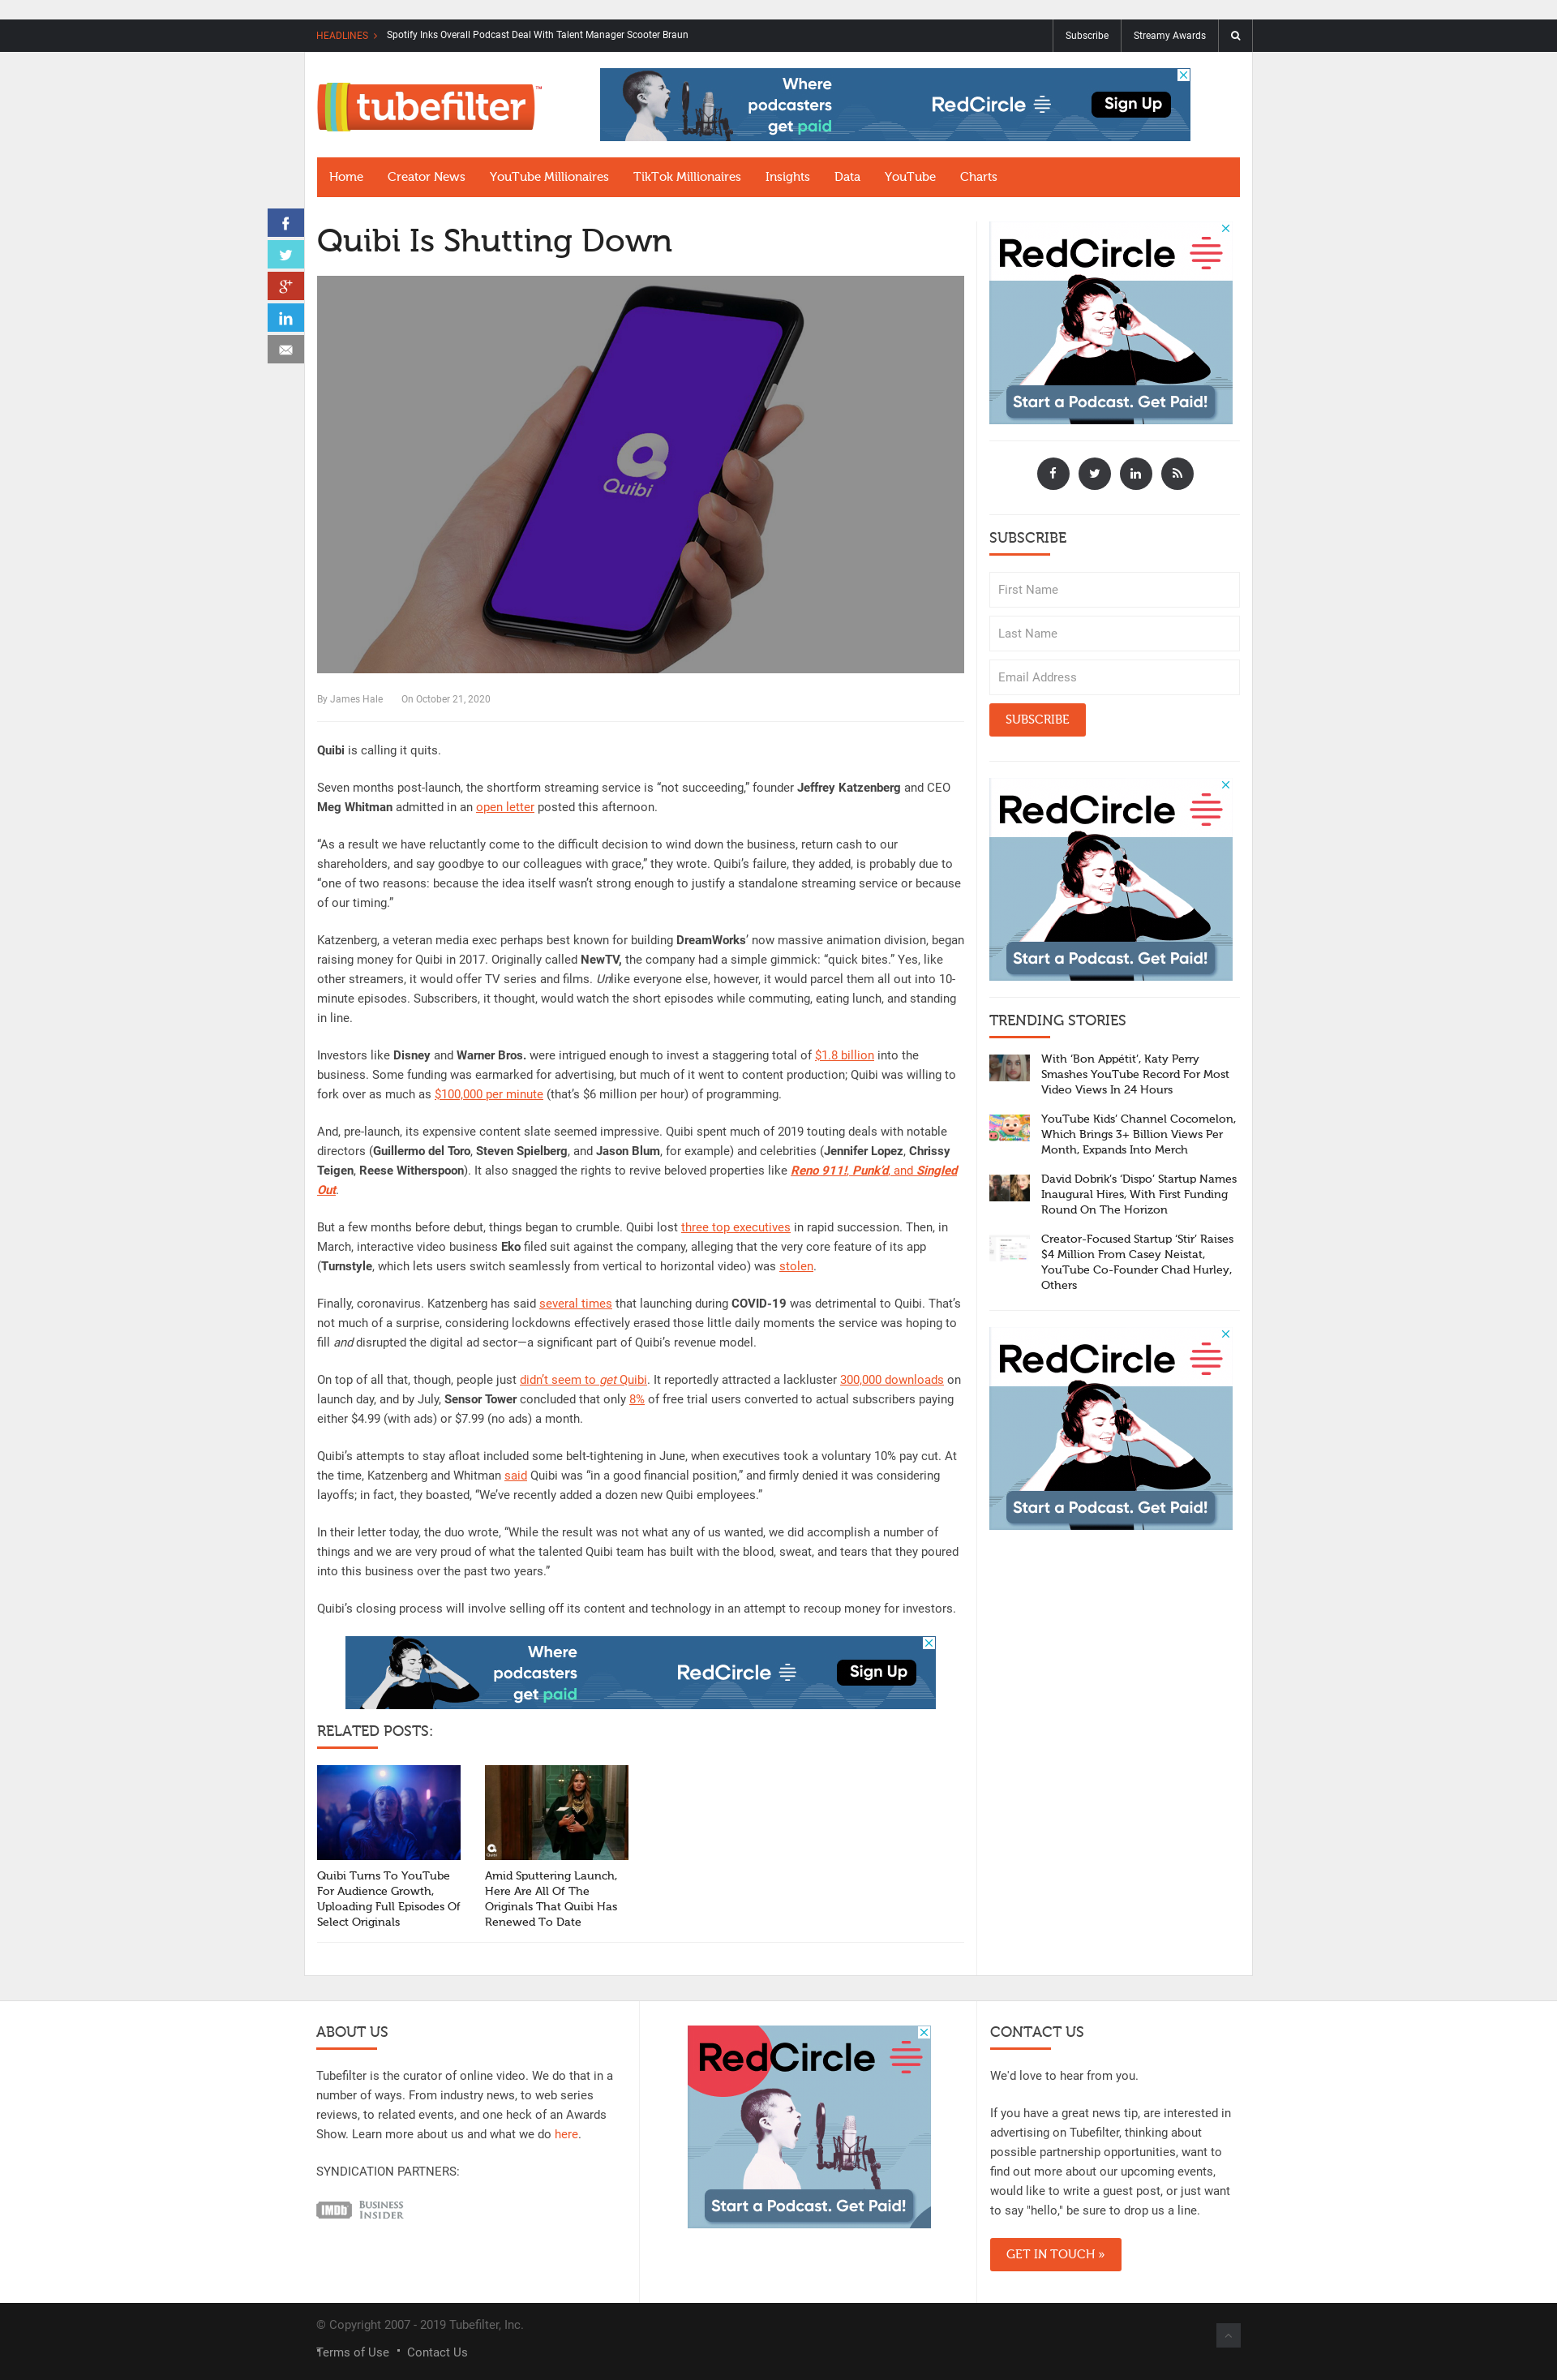 HEADLINES › Spotify Inks Overall Podcast Deal With Talent Manager Scooter Braun
Subscribe
Streamy Awards
tubefilter™
Where
podcasters
get paid
RedCircle
Sign Up
Home Creator News YouTube Millionaires TikTok Millionaires Insights Data YouTube Charts
Quibi Is Shutting Down
Quibi
By James Hale On October 21, 2020
Quibi is calling it quits.
Seven months post-launch, the shortform streaming service is “not succeeding,” founder Jeffrey Katzenberg and CEO
Meg Whitman admitted in an open letter posted this afternoon.
“As a result we have reluctantly come to the difficult decision to wind down the business, return cash to our
shareholders, and say goodbye to our colleagues with grace,” they wrote. Quibi’s failure, they added, is probably due to
“one of two reasons: because the idea itself wasn’t strong enough to justify a standalone streaming service or because
of our timing.”
Katzenberg, a veteran media exec perhaps best known for building DreamWorks’ now massive animation division, began
raising money for Quibi in 2017. Originally called NewTV, the company had a simple gimmick: “quick bites.” Yes, like
other streamers, it would offer TV series and films. Unlike everyone else, however, it would parcel them all out into 10-
minute episodes. Subscribers, it thought, would watch the short episodes while commuting, eating lunch, and standing
in line.
Investors like Disney and Warner Bros. were intrigued enough to invest a staggering total of $1.8 billion into the
business. Some funding was earmarked for advertising, but much of it went to content production; Quibi was willing to
fork over as much as $100,000 per minute (that’s $6 million per hour) of programming.
And, pre-launch, its expensive content slate seemed impressive. Quibi spent much of 2019 touting deals with notable
directors (Guillermo del Toro, Steven Spielberg, and Jason Blum, for example) and celebrities (Jennifer Lopez, Chrissy
Teigen, Reese Witherspoon). It also snagged the rights to revive beloved properties like Reno 911!, Punk’d, and Singled
Out.
But a few months before debut, things began to crumble. Quibi lost three top executives in rapid succession. Then, in
March, interactive video business Eko filed suit against the company, alleging that the very core feature of its app
(Turnstyle, which lets users switch seamlessly from vertical to horizontal video) was stolen.
Finally, coronavirus. Katzenberg has said several times that launching during COVID-19 was detrimental to Quibi. That’s
not much of a surprise, considering lockdowns effectively erased those little daily moments the service was hoping to
fill and disrupted the digital ad sector—a significant part of Quibi’s revenue model.
On top of all that, though, people just didn’t seem to get Quibi. It reportedly attracted a lackluster 300,000 downloads on
launch day, and by July, Sensor Tower concluded that only 8% of free trial users converted to actual subscribers paying
either $4.99 (with ads) or $7.99 (no ads) a month.
Quibi’s attempts to stay afloat included some belt-tightening in June, when executives took a voluntary 10% pay cut. At
the time, Katzenberg and Whitman said Quibi was “in a good financial position,” and firmly denied it was considering
layoffs; in fact, they boasted, “We’ve recently added a dozen new Quibi employees.”
In their letter today, the duo wrote, “While the result was not what any of us wanted, we did accomplish a number of
things and we are very proud of what the talented Quibi team has built with the blood, sweat, and tears that they poured
into this business over the past two years.”
Quibi’s closing process will involve selling off its content and technology in an attempt to recoup money for investors.
Where
podcasters
get paid
RedCircle
Sign Up
RELATED POSTS:
Quibi Turns To YouTube
For Audience Growth,
Uploading Full Episodes Of
Select Originals
Amid Sputtering Launch,
Here Are All Of The
Originals That Quibi Has
Renewed To Date
RedCircle
Start a Podcast. Get Paid!
SUBSCRIBE
First Name
Last Name
Email Address
SUBSCRIBE
RedCircle
Start a Podcast. Get Paid!
TRENDING STORIES
With ‘Bon Appétit’, Katy Perry
Smashes YouTube Record For Most
Video Views In 24 Hours
YouTube Kids’ Channel Cocomelon,
Which Brings 3+ Billion Views Per
Month, Expands Into Merch
David Dobrik’s ‘Dispo’ Startup Names
Inaugural Hires, With First Funding
Round On The Horizon
Creator-Focused Startup ‘Stir’ Raises
$4 Million From Casey Neistat,
YouTube Co-Founder Chad Hurley,
Others
RedCircle
Start a Podcast. Get Paid!
ABOUT US
Tubefilter is the curator of online video. We do that in a
number of ways. From industry news, to web series
reviews, to related events, and one heck of an Awards
Show. Learn more about us and what we do here.
SYNDICATION PARTNERS:
IMDb
BUSINESS
INSIDER
RedCircle
Start a Podcast. Get Paid!
CONTACT US
We'd love to hear from you.
If you have a great news tip, are interested in
advertising on Tubefilter, thinking about
possible partnership opportunities, want to
find out more about our upcoming events,
would like to write a guest post, or just want
to say "hello," be sure to drop us a line.
GET IN TOUCH »
© Copyright 2007 - 2019 Tubefilter, Inc.
Terms of Use • Contact Us